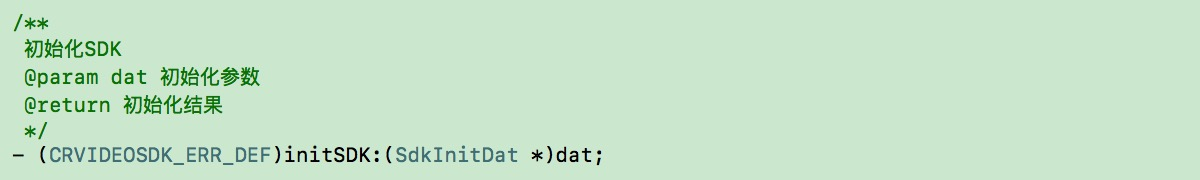 /**
初始化SDK
@param dat 初始化参数
@return 初始化结果
*/
- (CRVIDEOSDK_ERR_DEF)initSDK:(SdkInitDat *)dat;